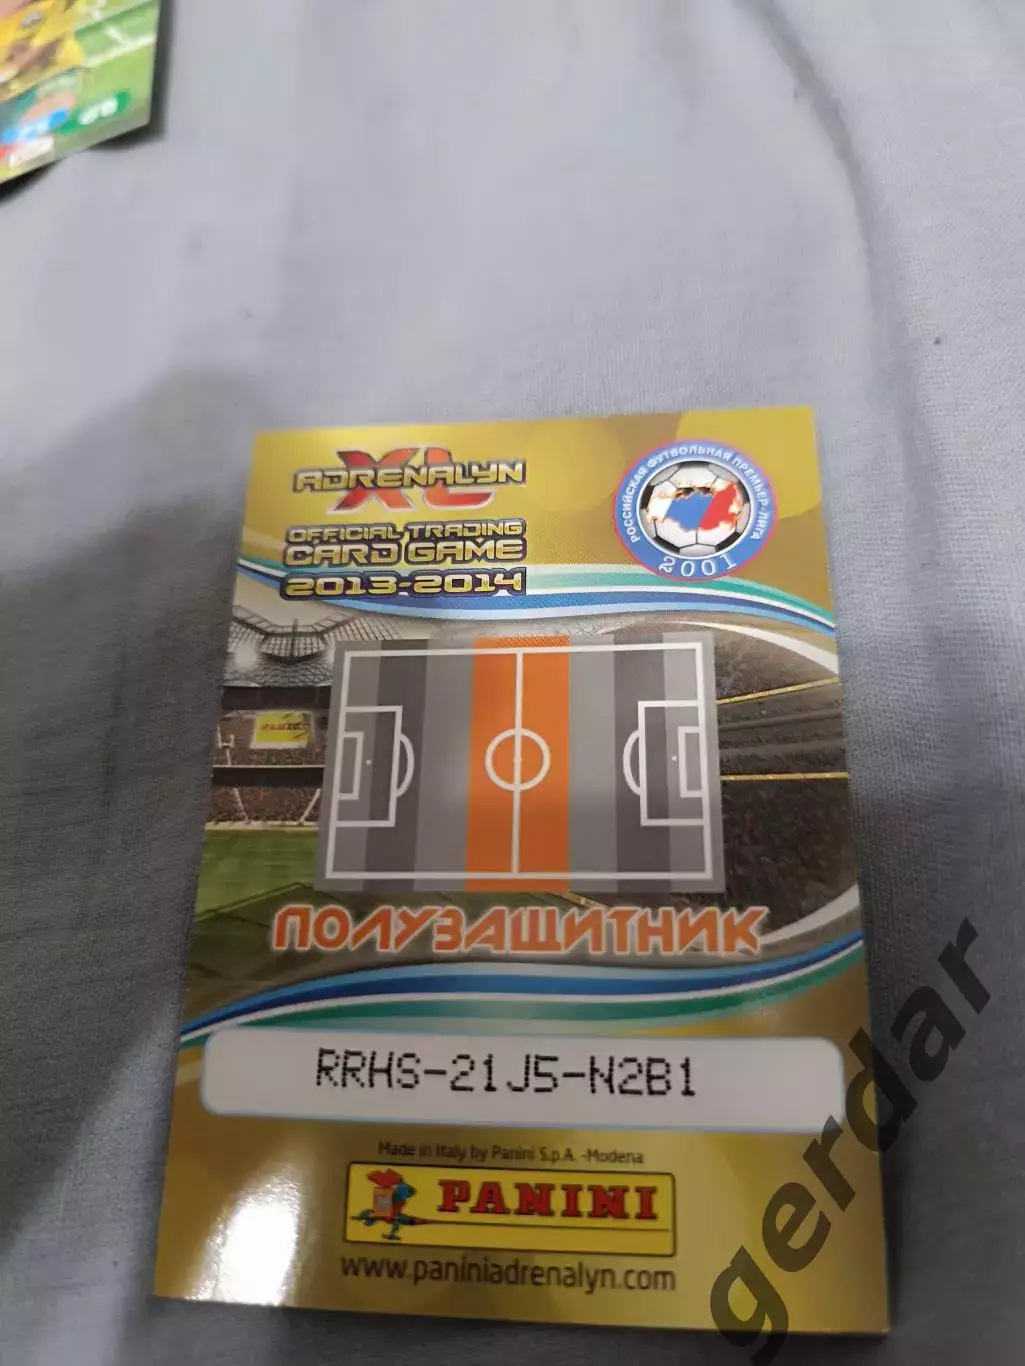 ADRENALYN XL
OFFICIAL TRADING
CARD GAME
2013-2014
РОССИЙСКАЯ ФУТБОЛЬНАЯ ПРЕМЬЕР-ЛИГА
2001
ПОЛУЗАЩИТНИК
RRHS-21J5-N2B1
Made in Italy by Panini S.p.A. -Modena
PANINI
www.paniniadrenalyn.com
gerdar